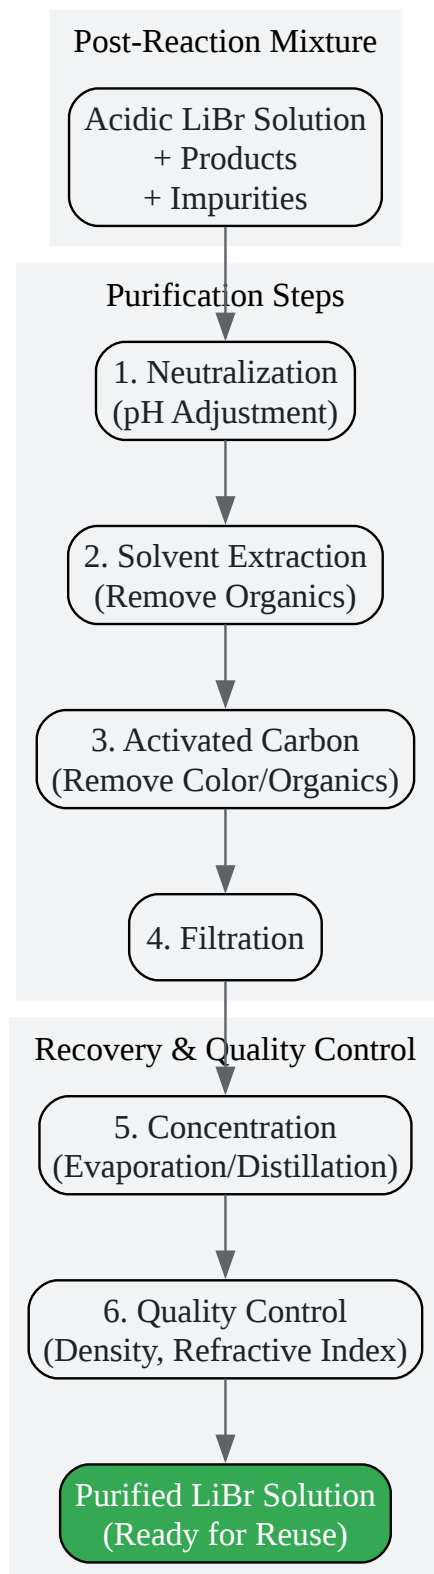 Post-Reaction Mixture
Acidic LiBr Solution
+ Products
+ Impurities
Purification Steps
1. Neutralization
(pH Adjustment)
2. Solvent Extraction
(Remove Organics)
3. Activated Carbon
(Remove Color/Organics)
4. Filtration
Recovery & Quality Control
5. Concentration
(Evaporation/Distillation)
6. Quality Control
(Density, Refractive Index)
Purified LiBr Solution
(Ready for Reuse)